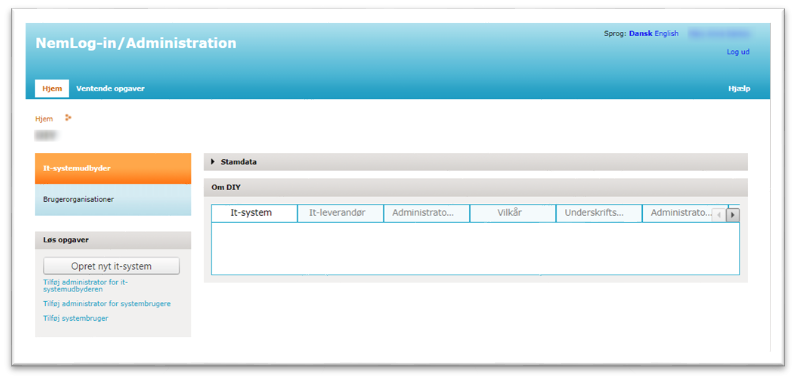 NemLog-in/Administration
Sprog: Dansk English
Log ud
Hjem Ventende opgaver Hjælp
Hjem
It-systemudbyder
Brugerorganisationer
Stamdata
Om DIY
It-system It-leverandør Administrato... Vilkår Underskrifts... Administrato...
Løs opgaver
Opret nyt it-system
Tilføj administrator for it-
systemudbyderen
Tilføj administrator for systembrugere
Tilføj systembruger